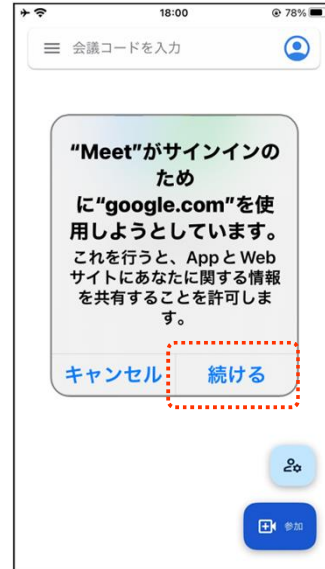 18:00
78%
会議コードを入力
“Meet”がサインインの
ため
に“google.com”を使
用しようとしています。
これを行うと、AppとWeb
サイトにあなたに関する情報
を共有することを許可しま
す。
キャンセル 続ける
参加